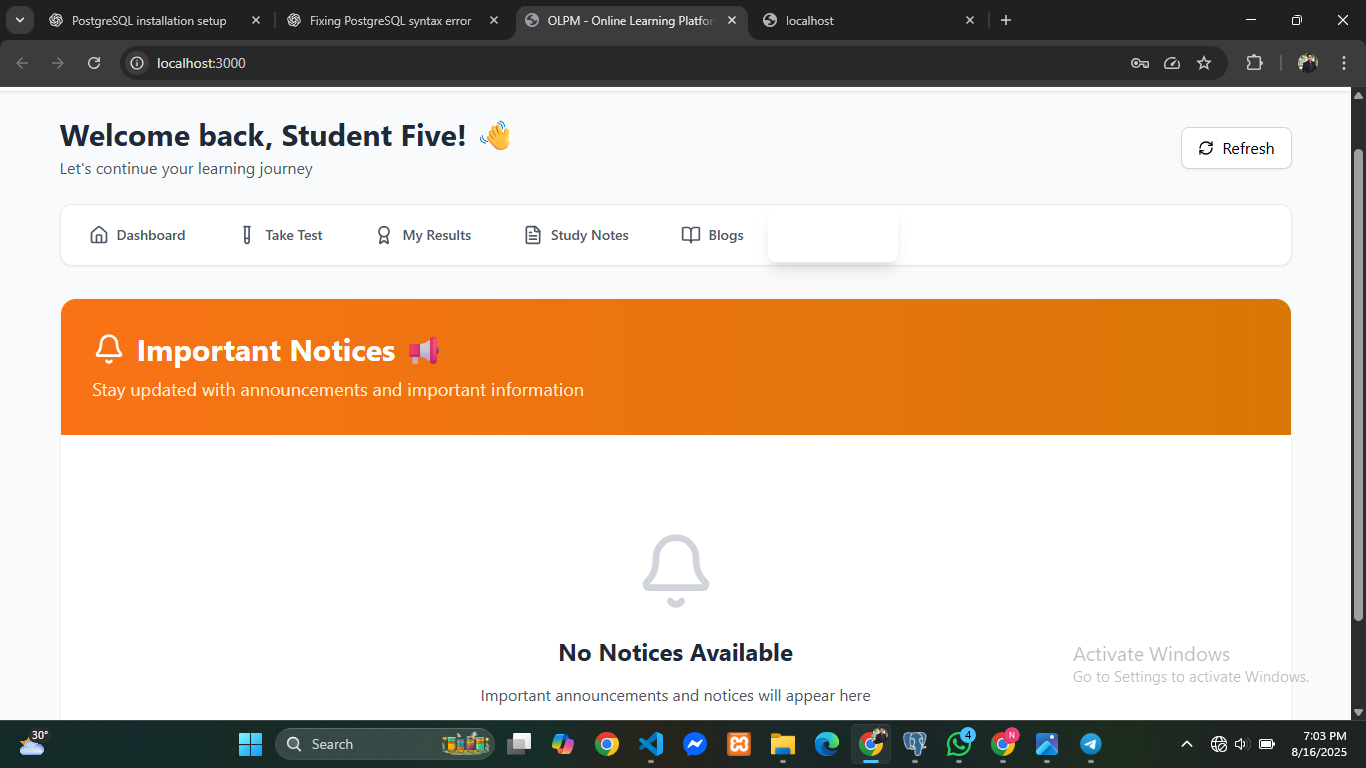 PostgreSQL installation setup
Fixing PostgreSQL syntax error
OLPM - Online Learning Platfor
localhost
localhost:3000
Welcome back, Student Five! 👋
Let's continue your learning journey
Refresh
Dashboard
Take Test
My Results
Study Notes
Blogs
Important Notices 📢
Stay updated with announcements and important information
No Notices Available
Important announcements and notices will appear here
Activate Windows
Go to Settings to activate Windows.
30°
Search
4
N
7:03 PM
8/16/2025